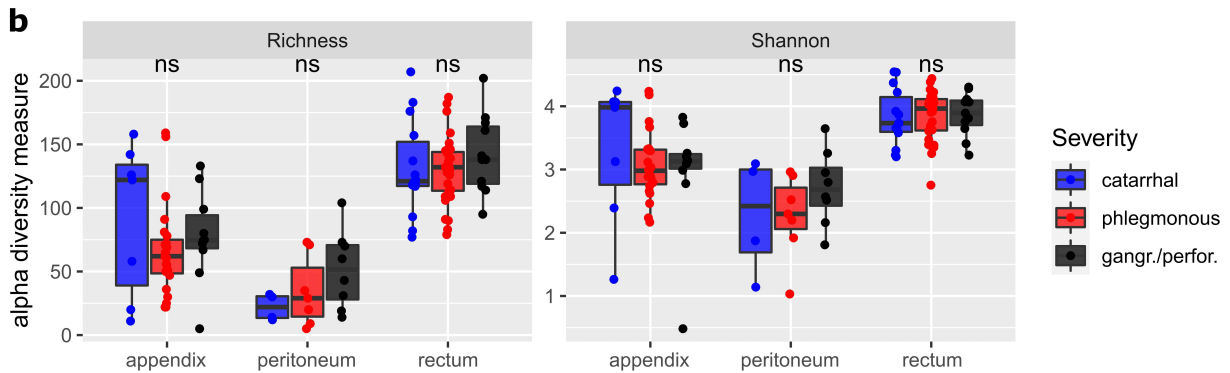 b
Richness
Shannon
ns ns ns
ns ns ns
alpha diversity measure
200
150
100
50
0
4
3
2
1
appendix peritoneum rectum
appendix peritoneum rectum
Severity
catarrhal
phlegmonous
gangr./perfor.